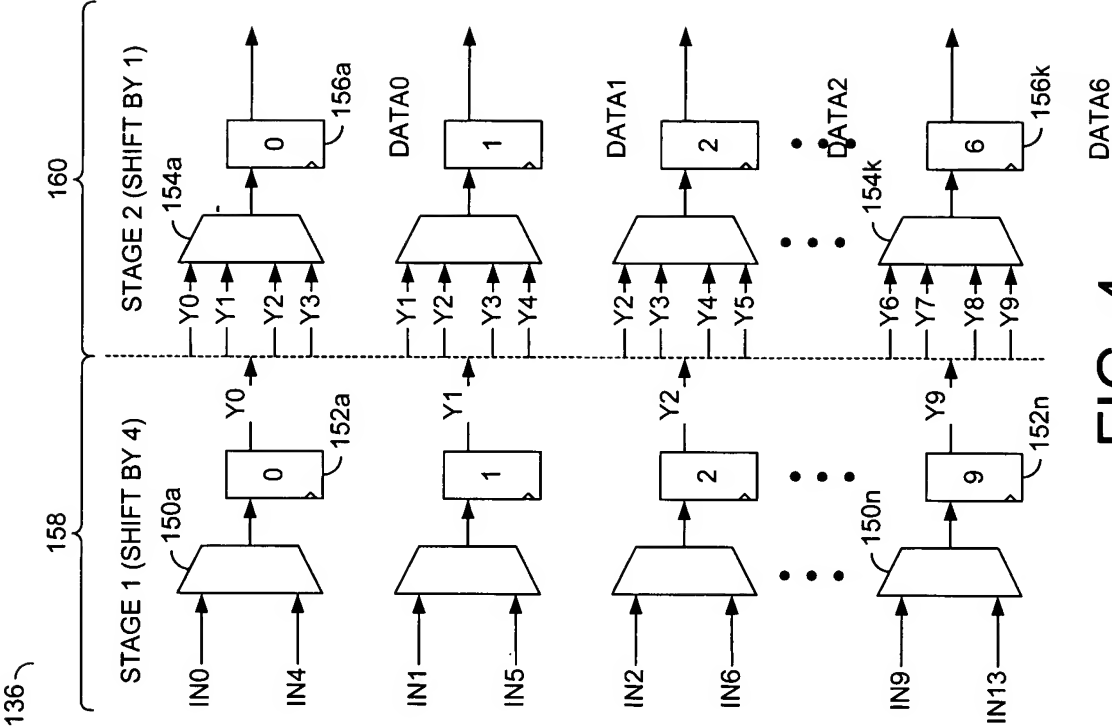 136
158
160
STAGE 1 (SHIFT BY 4)
STAGE 2 (SHIFT BY 1)
IN0
IN4
150a
0
152a
Y0
Y0
Y1
Y2
Y3
154a
0
156a
DATA0
IN1
IN5
1
Y1
Y1
Y2
Y3
Y4
1
DATA1
IN2
IN6
2
Y2
Y2
Y3
Y4
Y5
2
DATA2
IN9
IN13
150n
9
152n
Y9
Y6
Y7
Y8
Y9
154k
6
156k
DATA6